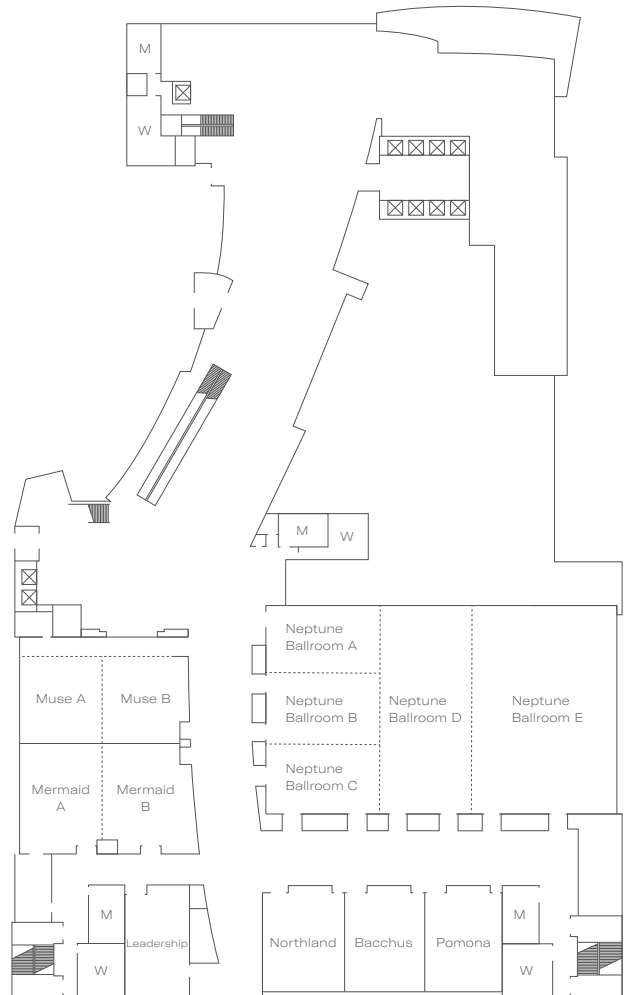 M
W
M
W
Neptune
Ballroom A
Muse A
Muse B
Neptune
Ballroom B
Neptune
Ballroom D
Neptune
Ballroom E
Mermaid
A
Mermaid
B
Neptune
Ballroom C
M
M
Leadership
Northland
Bacchus
Pomona
W
W